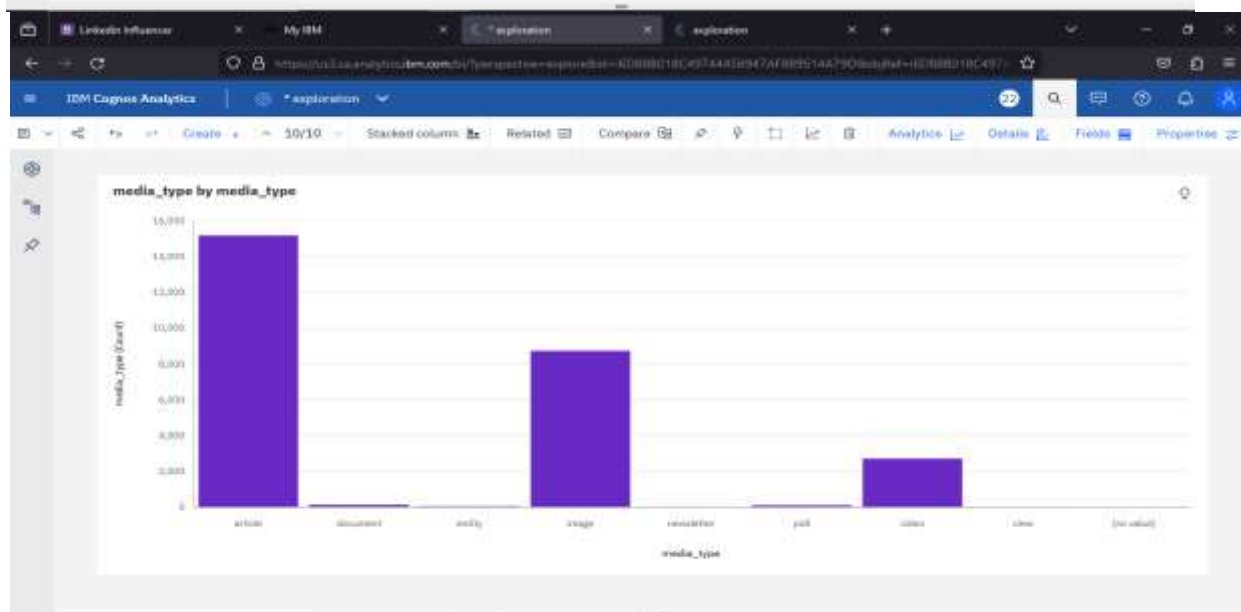 Linkedin Influencer
My IBM
* exploration
exploration
IBM Cognos Analytics
* exploration
22
Create
10/10
Stacked column
Related
Compare
Analytics
Details
Fields
Properties
media_type by media_type
media_type (Count)
16,000
14,000
12,000
10,000
8,000
6,000
4,000
2,000
0
article
document
entity
image
newsletter
poll
video
view
(no value)
media_type